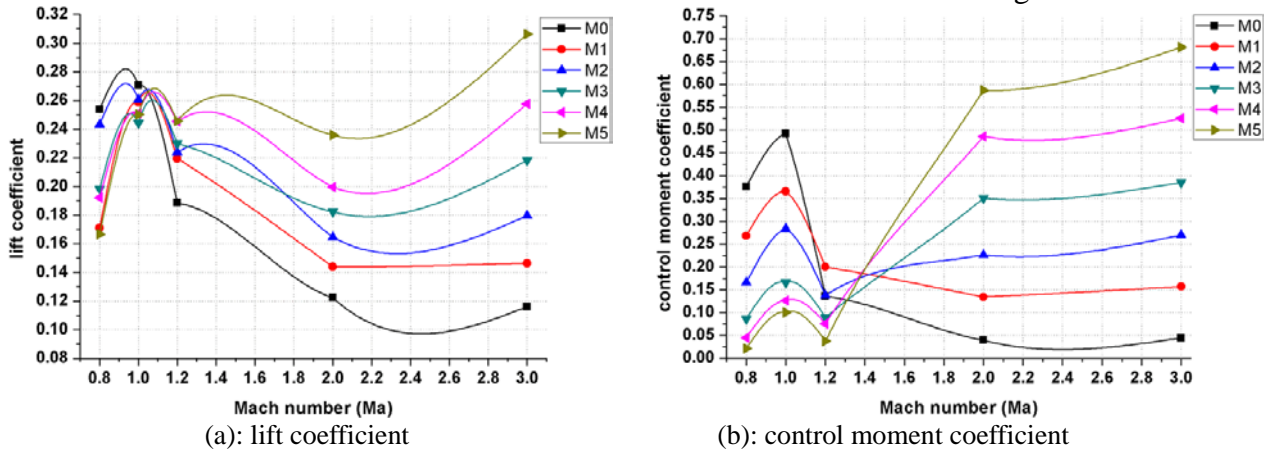 0.32
0.30
0.28
0.26
0.24
0.22
0.20
0.18
0.16
0.14
0.12
0.10
0.08
lift coefficient
0.8 1.0 1.2 1.4 1.6 1.8 2.0 2.2 2.4 2.6 2.8 3.0
Mach number (Ma)
M0
M1
M2
M3
M4
M5
(a): lift coefficient
0.75
0.70
0.65
0.60
0.55
0.50
0.45
0.40
0.35
0.30
0.25
0.20
0.15
0.10
0.05
0.00
control moment coefficient
0.8 1.0 1.2 1.4 1.6 1.8 2.0 2.2 2.4 2.6 2.8 3.0
Mach number (Ma)
M0
M1
M2
M3
M4
M5
(b): control moment coefficient